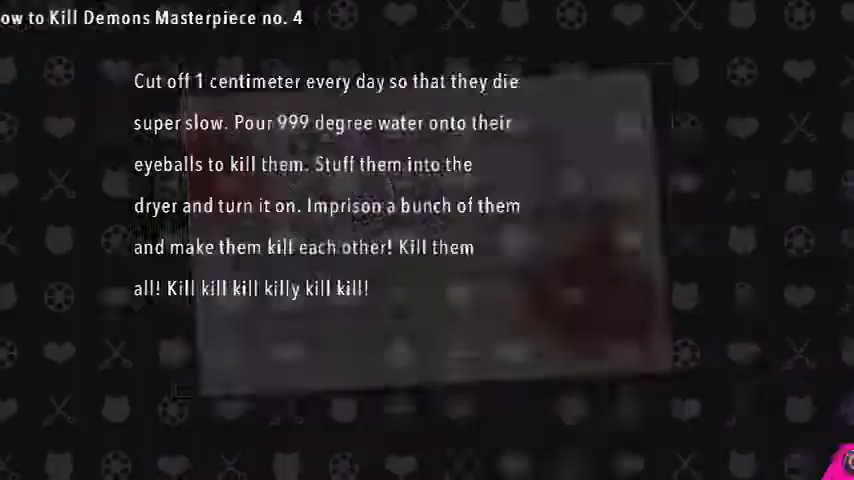 ow to Kill Demons Masterpiece no. 4
Cut off 1 centimeter every day so that they die
super slow. Pour 999 degree water onto their
eyeballs to kill them. Stuff them into the
dryer and turn it on. Imprison a bunch of them
and make them kill each other! Kill them
all! Kill kill kill killy kill kill!